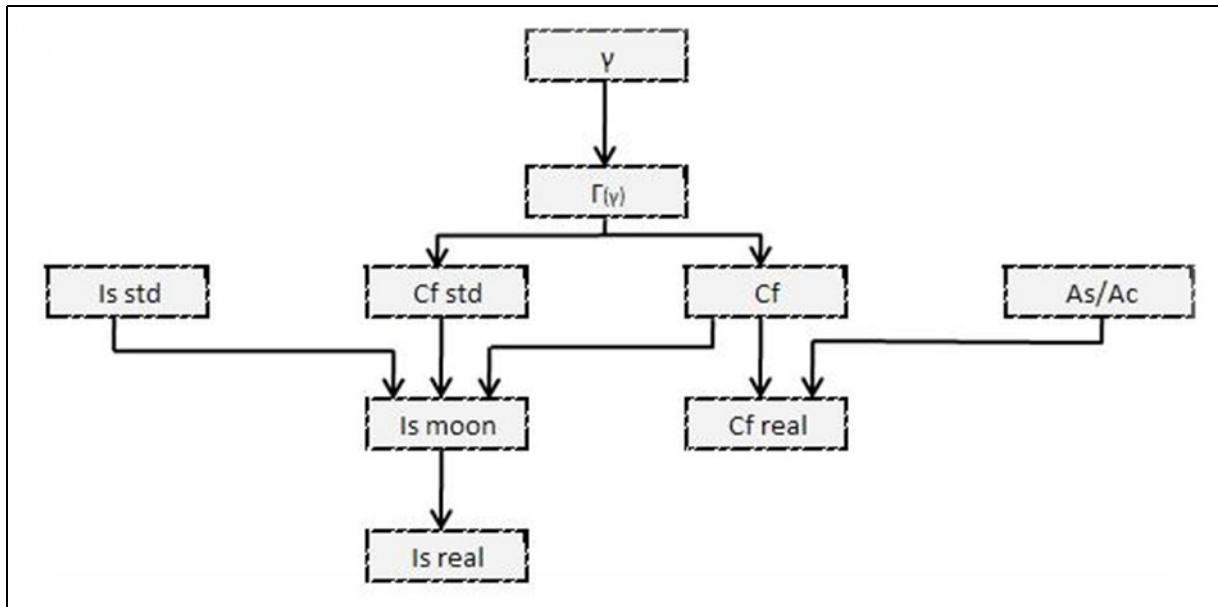 γ
Γ(γ)
Is std
Cf std
Cf
As/Ac
Is moon
Cf real
Is real